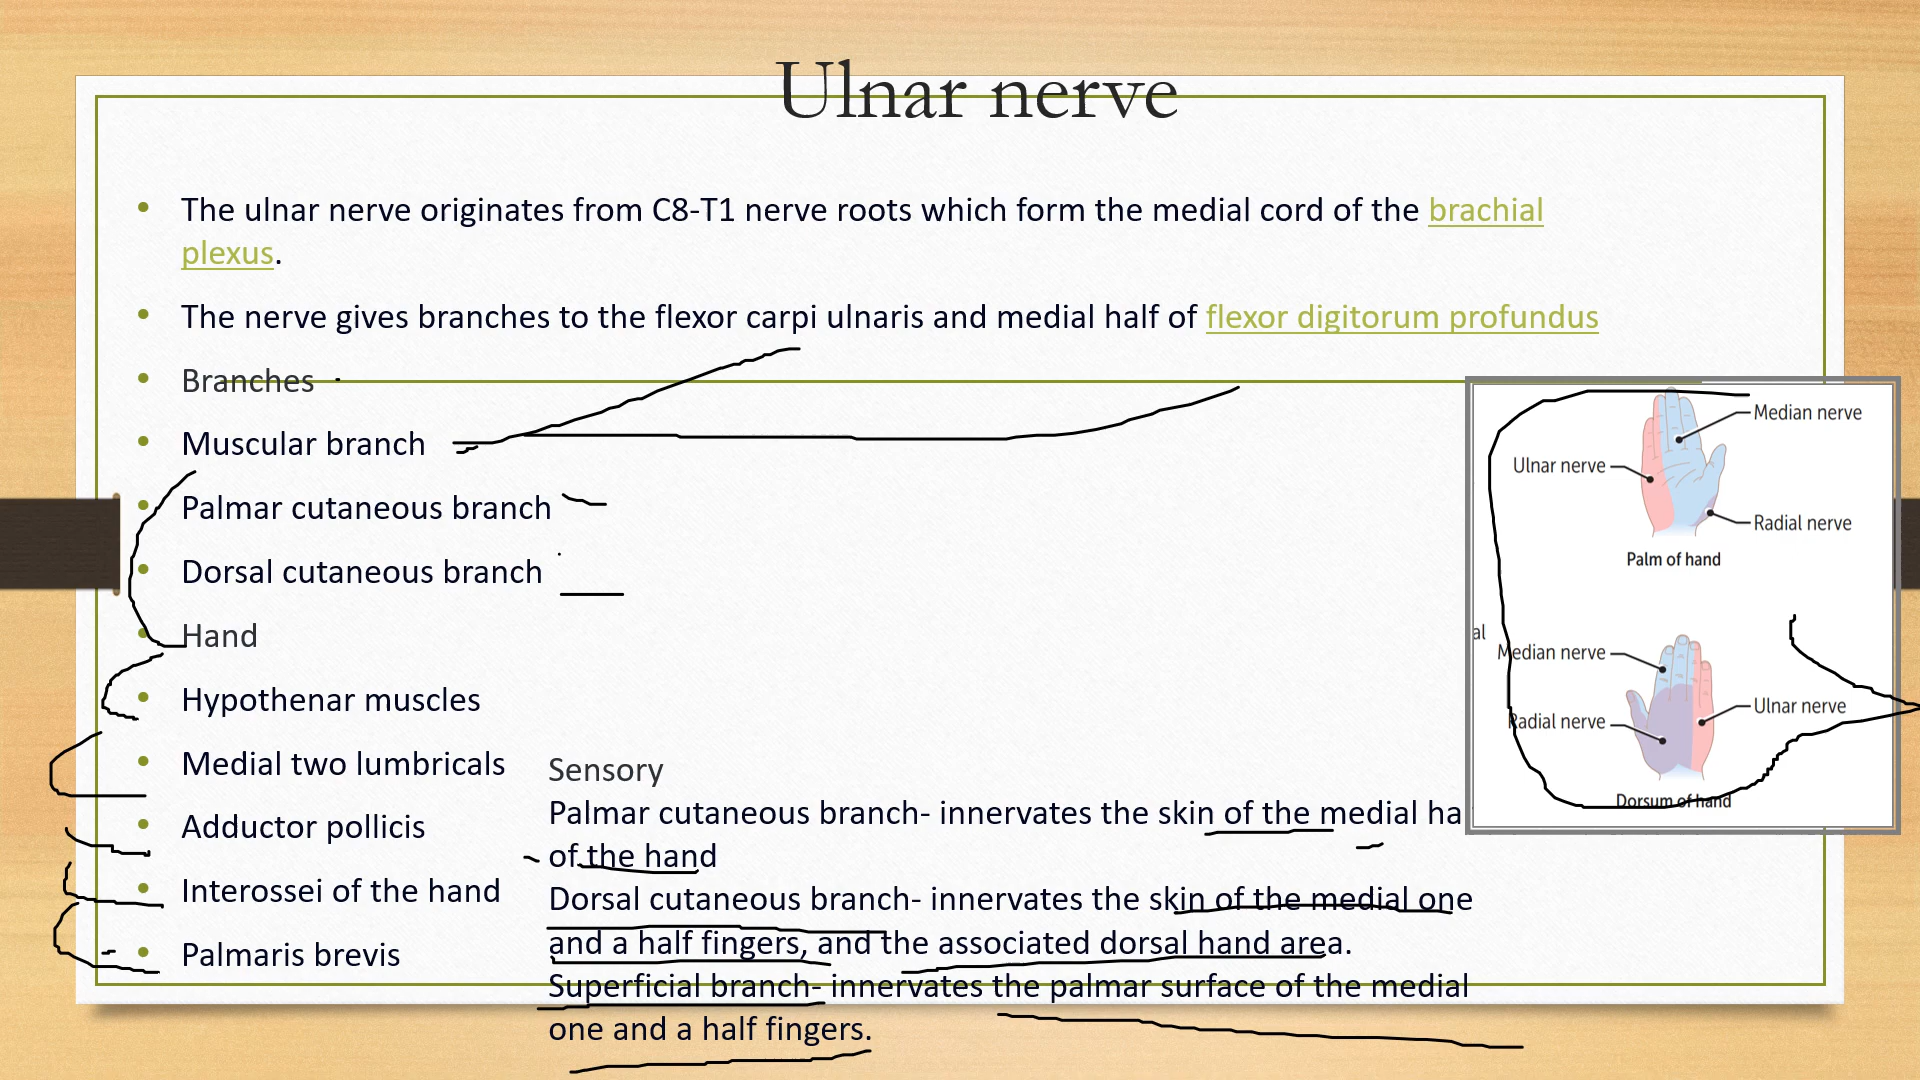 Ulnar nerve
The ulnar nerve originates from C8-T1 nerve roots which form the medial cord of the brachial
plexus.
The nerve gives branches to the flexor carpi ulnaris and medial half of flexor digitorum profundus
Branches
Muscular branch
Palmar cutaneous branch
Dorsal cutaneous branch
Hand
Hypothenar muscles
Medial two lumbricals
Adductor pollicis
Interossei of the hand
Palmaris brevis
Sensory
Palmar cutaneous branch- innervates the skin of the medial ha
of the hand
Dorsal cutaneous branch- innervates the skin of the medial one
and a half fingers, and the associated dorsal hand area.
Superficial branch- innervates the palmar surface of the medial
one and a half fingers.
Median nerve
Ulnar nerve
Radial nerve
Palm of hand
al
Median nerve
Ulnar nerve
Radial nerve
Dorsum of hand